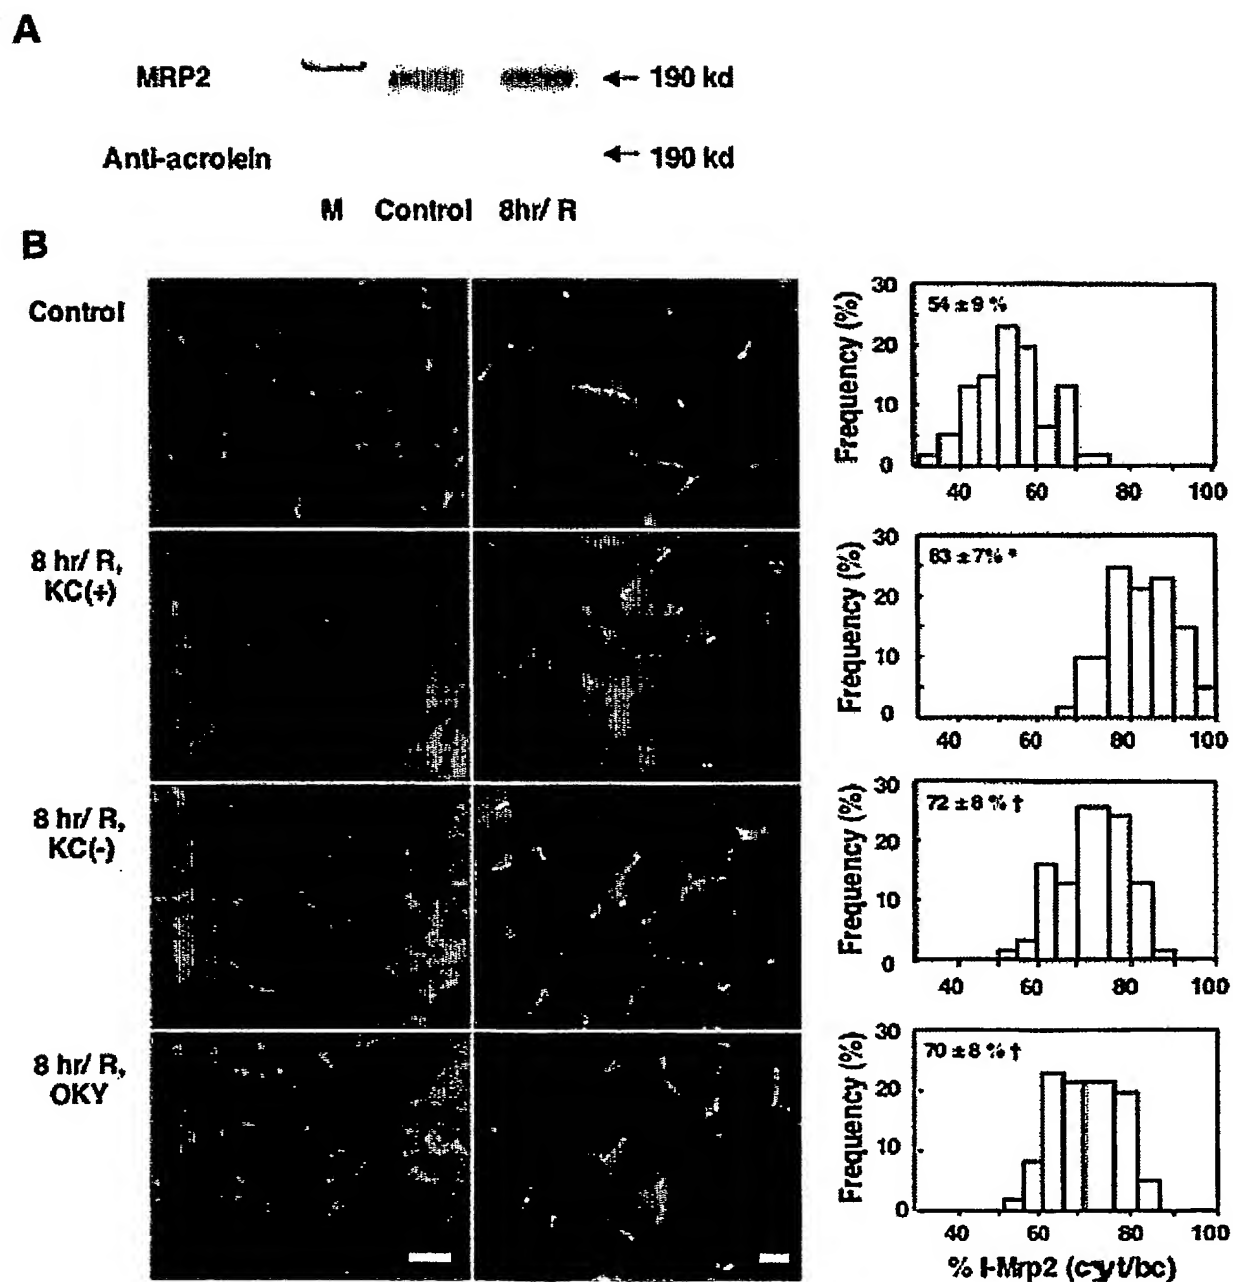 A
MRP2
190 kd
Anti-acrolein
190 kd
M Control 8hr/ R
B
Control
Frequency (%)
30
20
10
0
54 ± 9 %
40 60 80 100
8 hr/ R,
KC(+)
Frequency (%)
30
20
10
0
83 ± 7% *
40 60 80 100
8 hr/ R,
KC(-)
Frequency (%)
30
20
10
0
72 ± 8 % †
40 60 80 100
8 hr/ R,
OKY
Frequency (%)
30
20
10
0
70 ± 8 % †
40 60 80 100
% I-Mrp2 (cyt/bc)